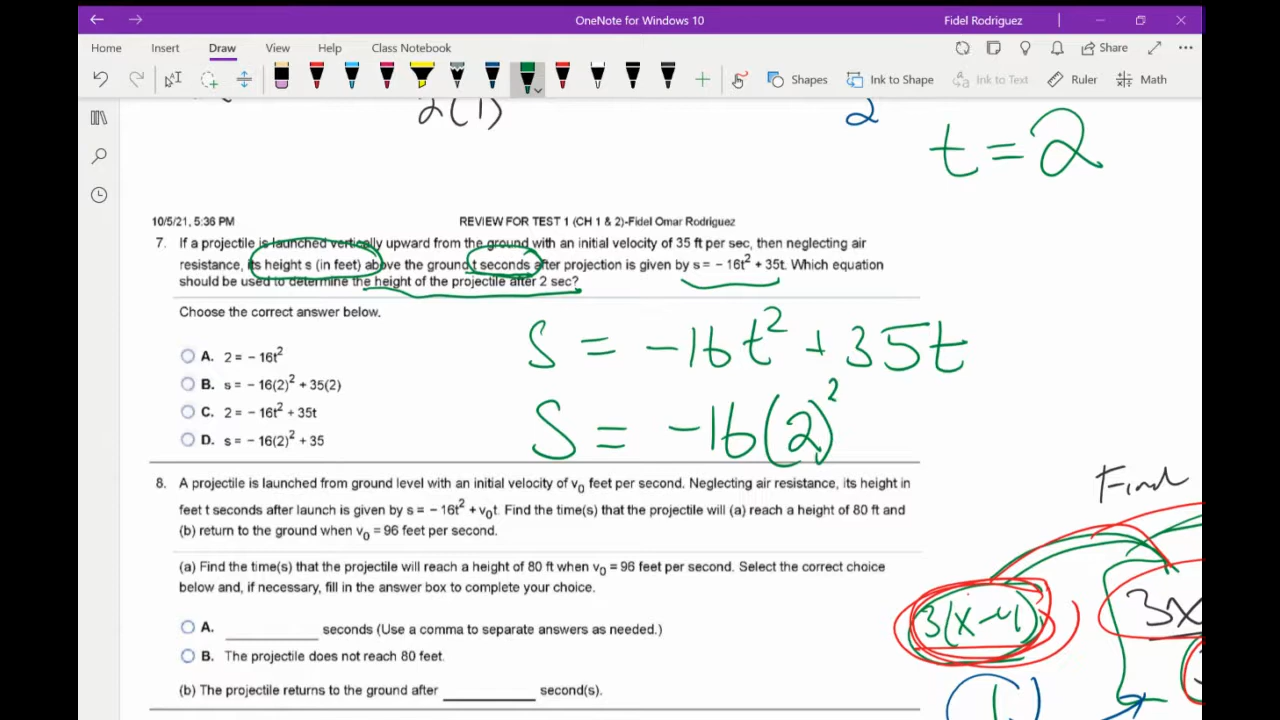 OneNote for Windows 10
Fidel Rodriguez
Home Insert Draw View Help Class Notebook
Share
Shapes Ink to Shape Ink to Text Ruler Math
2(1)
2
t = 2
10/5/21, 5:36 PM REVIEW FOR TEST 1 (CH 1 & 2)-Fidel Omar Rodriguez
7. If a projectile is launched vertically upward from the ground with an initial velocity of 35 ft per sec, then neglecting air
resistance, its height s (in feet) above the ground t seconds after projection is given by s = − 16t² + 35t. Which equation
should be used to determine the height of the projectile after 2 sec?
Choose the correct answer below.
A. 2 = − 16t²
B. s = − 16(2)² + 35(2)
C. 2 = − 16t² + 35t
D. s = − 16(2)² + 35
S = -16t² + 35t
S = -16(2)²
8. A projectile is launched from ground level with an initial velocity of v₀ feet per second. Neglecting air resistance, its height in
feet t seconds after launch is given by s = − 16t² + v₀t. Find the time(s) that the projectile will (a) reach a height of 80 ft and
(b) return to the ground when v₀ = 96 feet per second.
(a) Find the time(s) that the projectile will reach a height of 80 ft when v₀ = 96 feet per second. Select the correct choice
below and, if necessary, fill in the answer box to complete your choice.
A. seconds (Use a comma to separate answers as needed.)
B. The projectile does not reach 80 feet.
(b) The projectile returns to the ground after second(s).
Find
3(x-4)
3x